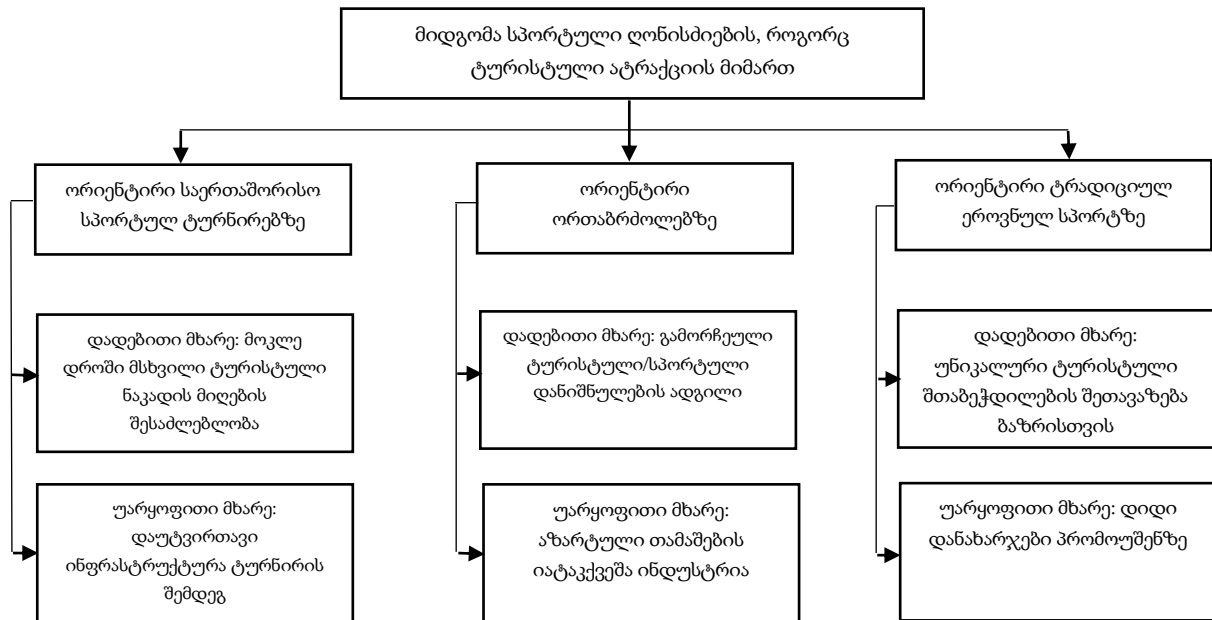 მიდგომა სპორტული ღონისძიების, როგორც
ტურისტული ატრაქციის მიმართ
ორიენტირი საერთაშორისო
სპორტულ ტურნირებზე
ორიენტირი
ორთაბრძოლებზე
ორიენტირი ტრადიციულ
ეროვნულ სპორტზე
დადებითი მხარე: მოკლე
დროში მსხვილი ტურისტული
ნაკადის მიღების
შესაძლებლობა
დადებითი მხარე: გამორჩეული
ტურისტული/სპორტული
დანიშნულების ადგილი
დადებითი მხარე:
უნიკალური ტურისტული
შთაბეჭდილების შეთავაზება
ბაზრისთვის
უარყოფითი მხარე:
დაუტვირთავი
ინფრასტრუქტურა ტურნირის
შემდეგ
უარყოფითი მხარე:
აზარტული თამაშების
იატაკქვეშა ინდუსტრია
უარყოფითი მხარე: დიდი
დანახარჯები პრომოუშენზე